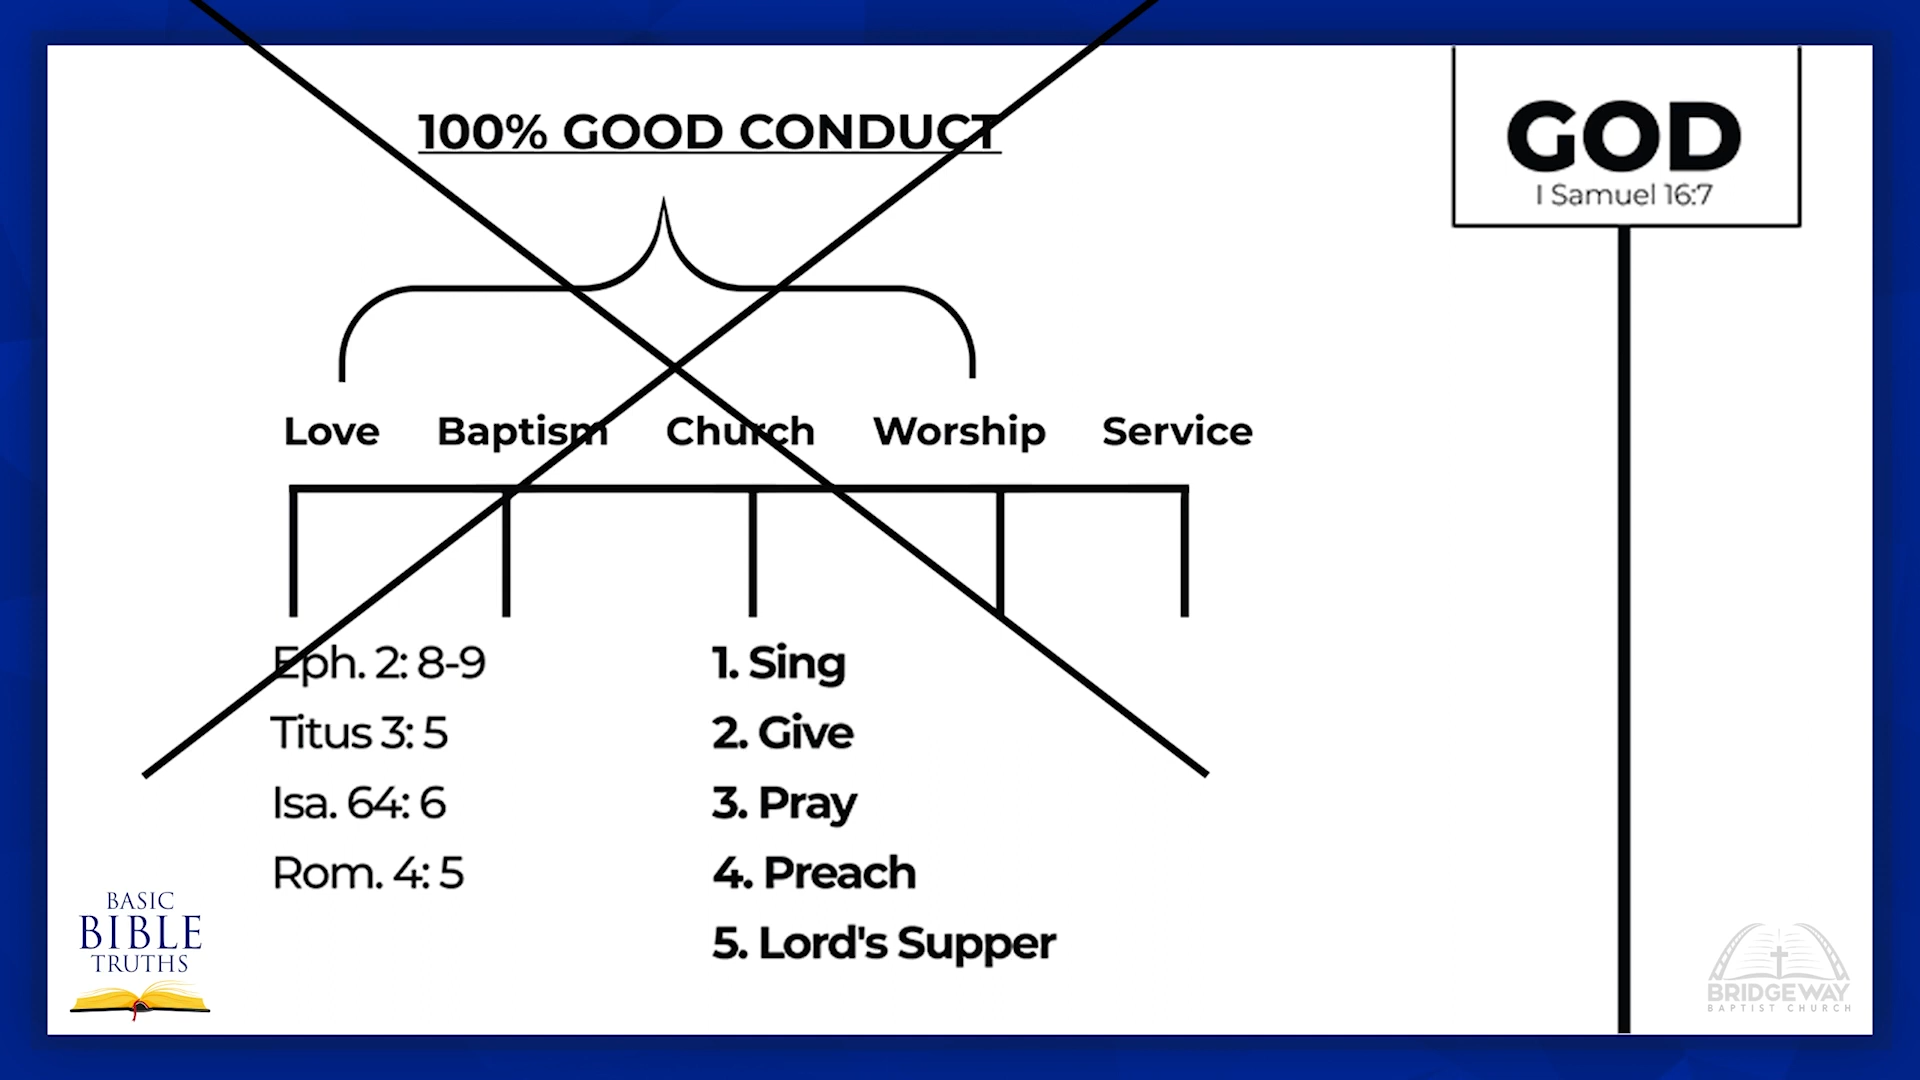 100% GOOD CONDUCT
GOD
I Samuel 16:7
Love Baptism Church Worship Service
Eph. 2: 8-9
Titus 3: 5
Isa. 64: 6
Rom. 4: 5
1. Sing
2. Give
3. Pray
4. Preach
5. Lord's Supper
BASIC
BIBLE
TRUTHS
BRIDGEWAY
BAPTIST CHURCH